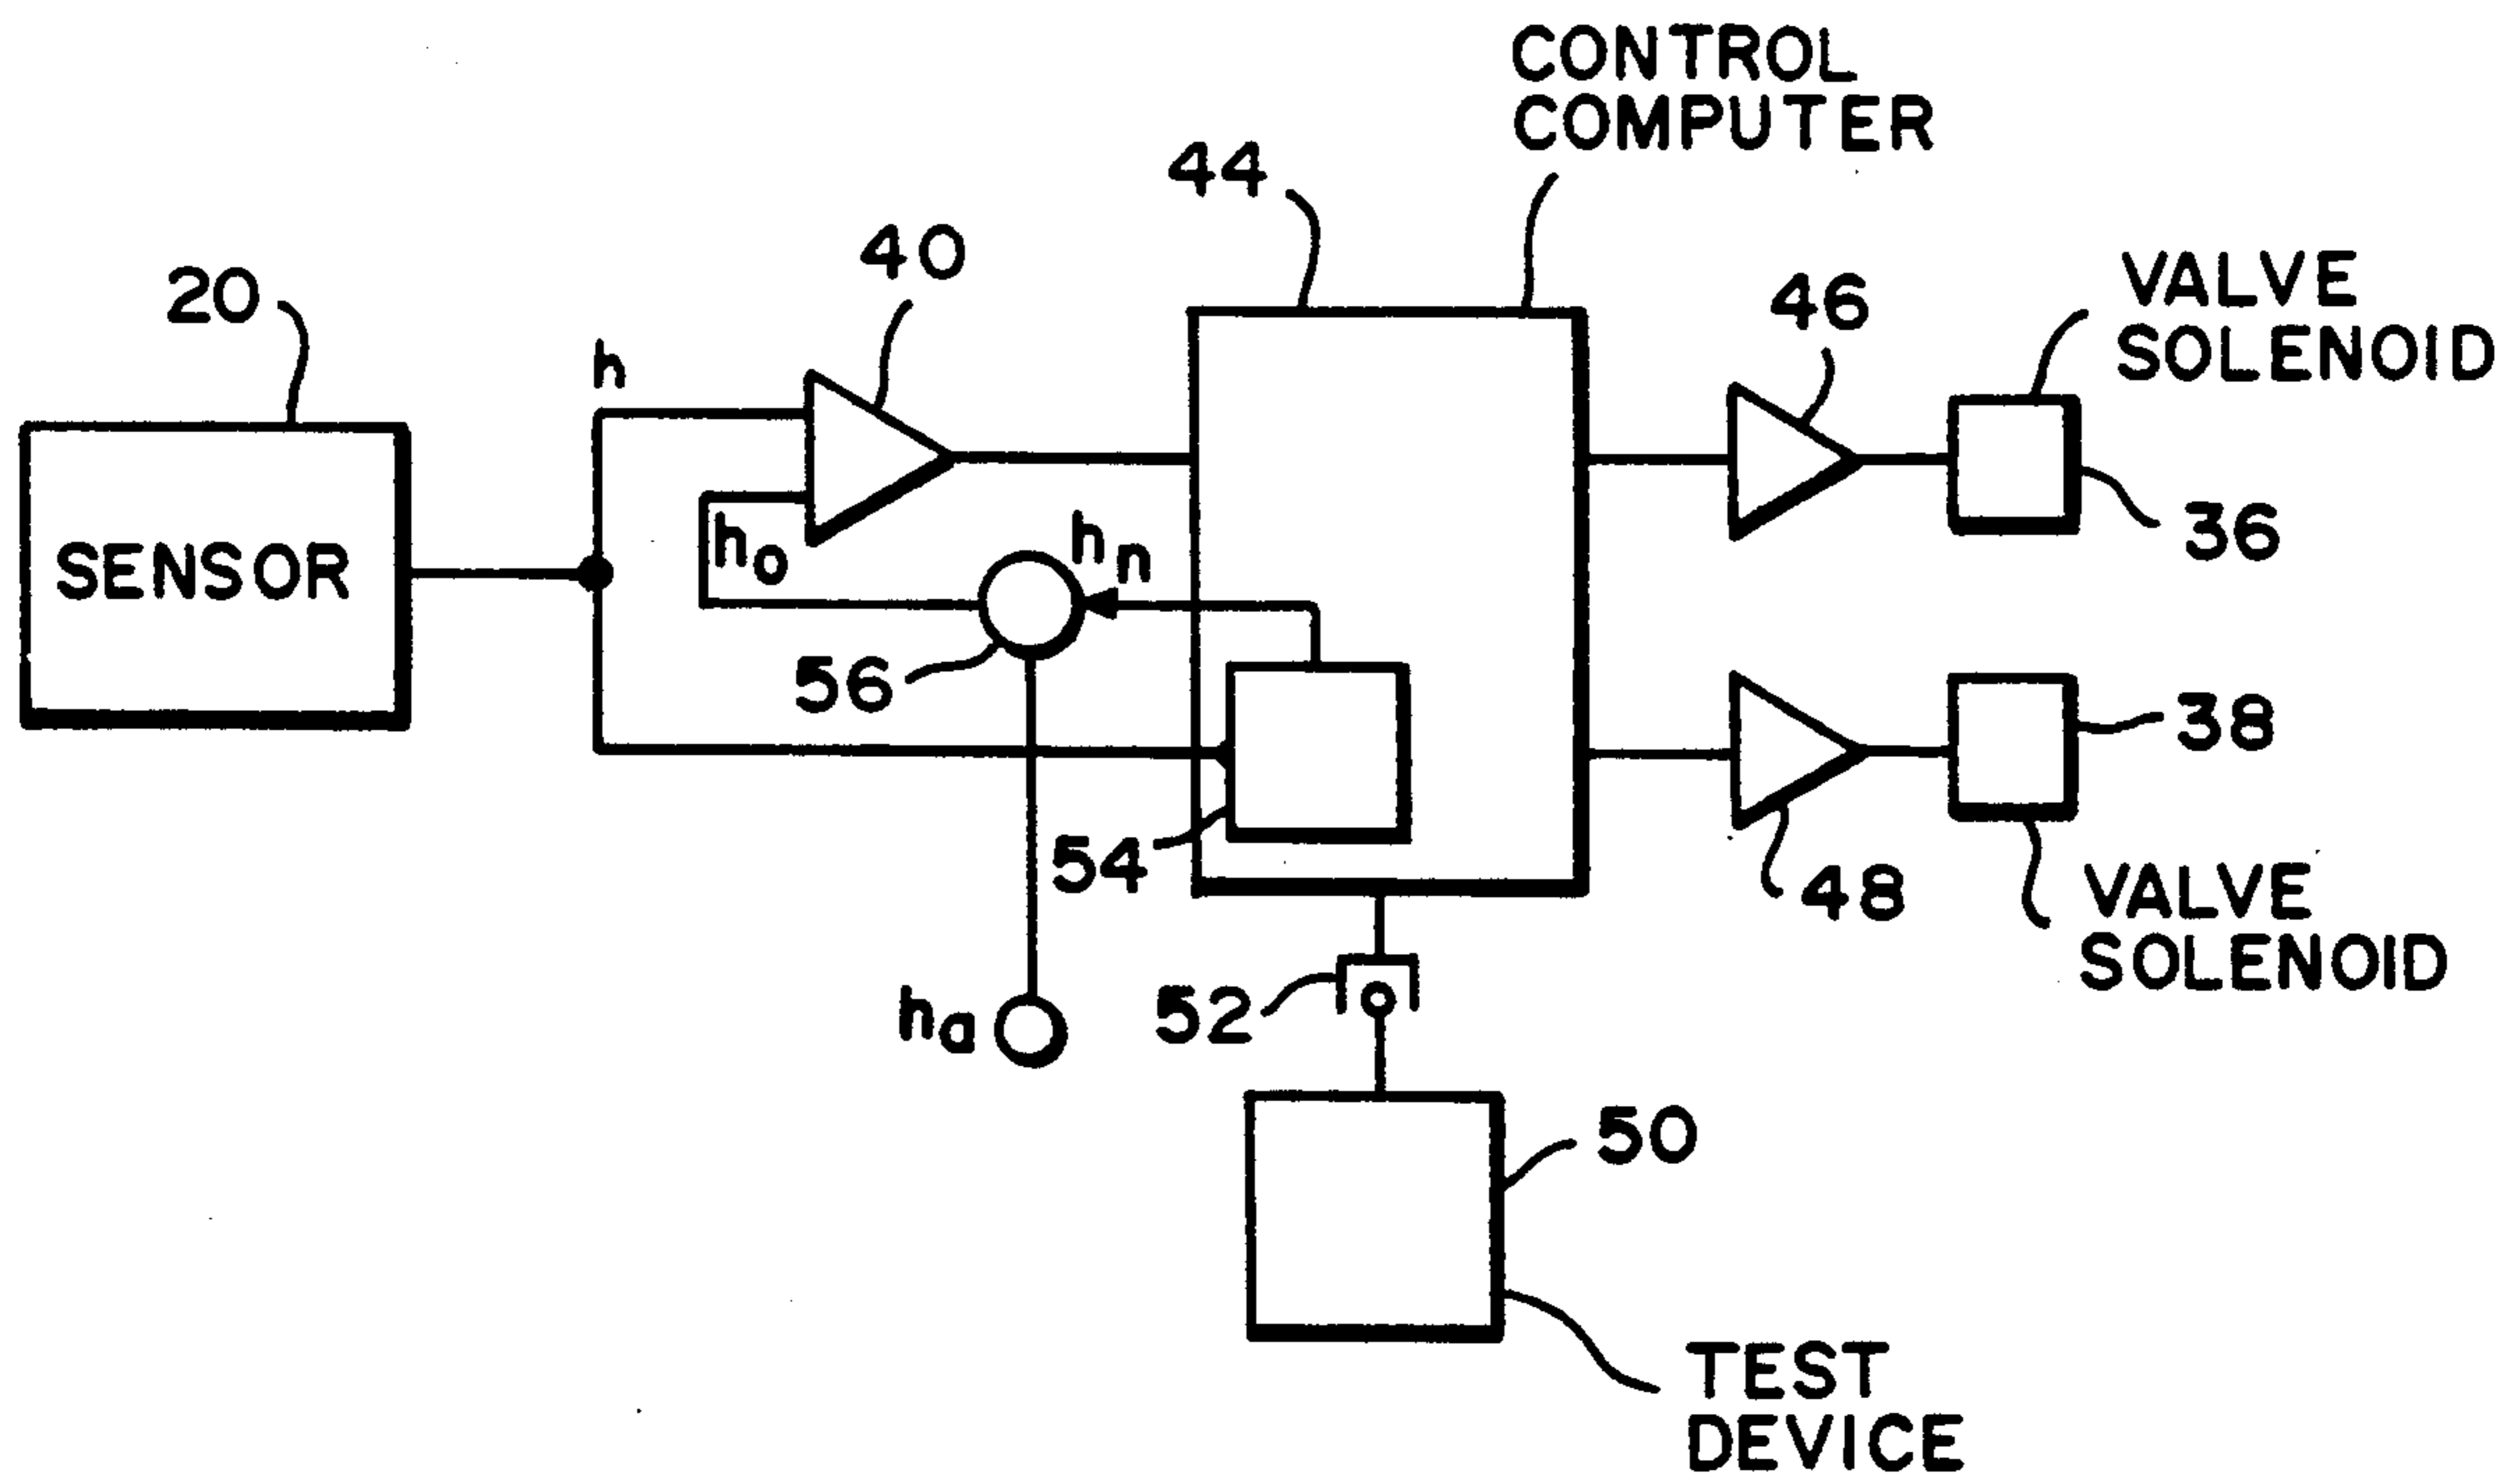 CONTROL
COMPUTER
44
40
20
46
VALVE
SOLENOID
h
36
SENSOR
ho
hn
56
38
54
48
VALVE
SOLENOID
ha
52
50
TEST
DEVICE